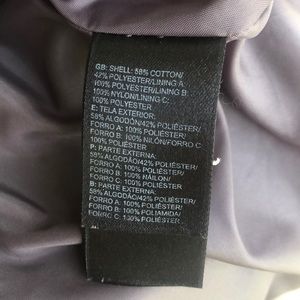 GB: SHELL: 58% COTTON/
42% POLYESTER/LINING A:
100% POLYESTER/LINING B:
100% NYLON/LINING C:
100% POLYESTER
E: TELA EXTERIOR:
58% ALGODÓN/42% POLIÉSTER/
FORRO A: 100% POLIÉSTER/
FORRO B: 100% NILÓN/FORRO C:
100% POLIÉSTER
P: PARTE EXTERNA:
58% ALGODÃO/42% POLIÉSTER/
FORRO A: 100% POLIÉSTER/
FORRO B: 100% NÁILON/
FORRO C: 100% POLIÉSTER
B: PARTE EXTERNA:
58% ALGODÃO/42% POLIÉSTER/
FORRO A: 100% POLIÉSTER/
FORRO B: 100% POLIAMIDA/
FORRO C: 100% POLIÉSTER